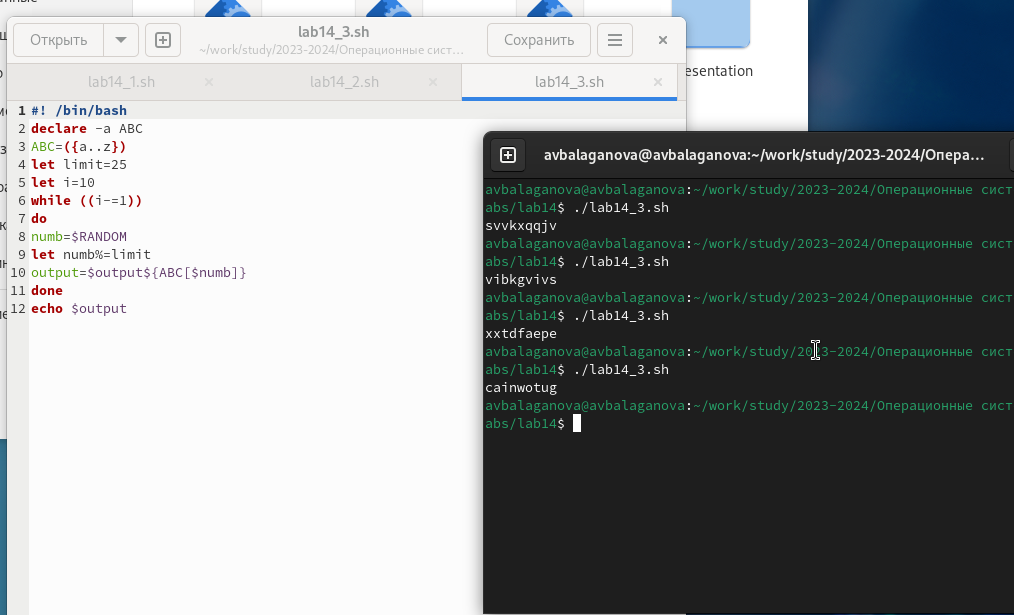 Открыть
lab14_3.sh
~/work/study/2023-2024/Операционные сист…
Сохранить
lab14_1.sh
lab14_2.sh
lab14_3.sh
1 #! /bin/bash
2 declare -a ABC
3 ABC=({a..z})
4 let limit=25
5 let i=10
6 while ((i-=1))
7 do
8 numb=$RANDOM
9 let numb%=limit
10 output=$output${ABC[$numb]}
11 done
12 echo $output
esentation
avbalaganova@avbalaganova:~/work/study/2023-2024/Опера…
avbalaganova@avbalaganova:~/work/study/2023-2024/Операционные сист
abs/lab14$ ./lab14_3.sh
svvkxqqjv
avbalaganova@avbalaganova:~/work/study/2023-2024/Операционные сист
abs/lab14$ ./lab14_3.sh
vibkgvivs
avbalaganova@avbalaganova:~/work/study/2023-2024/Операционные сист
abs/lab14$ ./lab14_3.sh
xxtdfaepe
avbalaganova@avbalaganova:~/work/study/2023-2024/Операционные сист
abs/lab14$ ./lab14_3.sh
cainwotug
avbalaganova@avbalaganova:~/work/study/2023-2024/Операционные сист
abs/lab14$